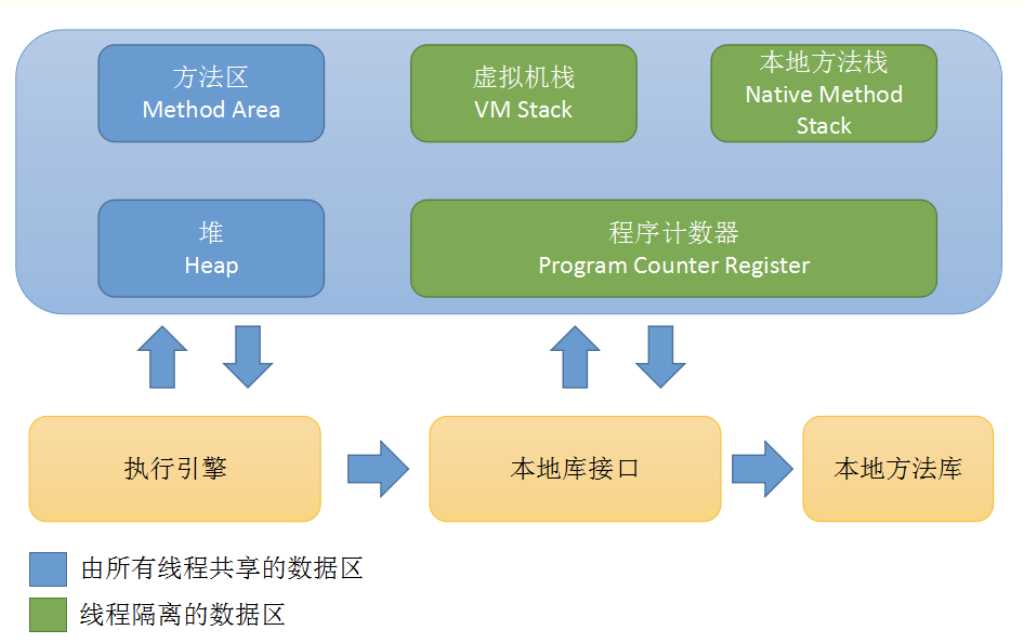 方法区
Method Area
虚拟机栈
VM Stack
本地方法栈
Native Method
Stack
堆
Heap
程序计数器
Program Counter Register
执行引擎
本地库接口
本地方法库
由所有线程共享的数据区
线程隔离的数据区